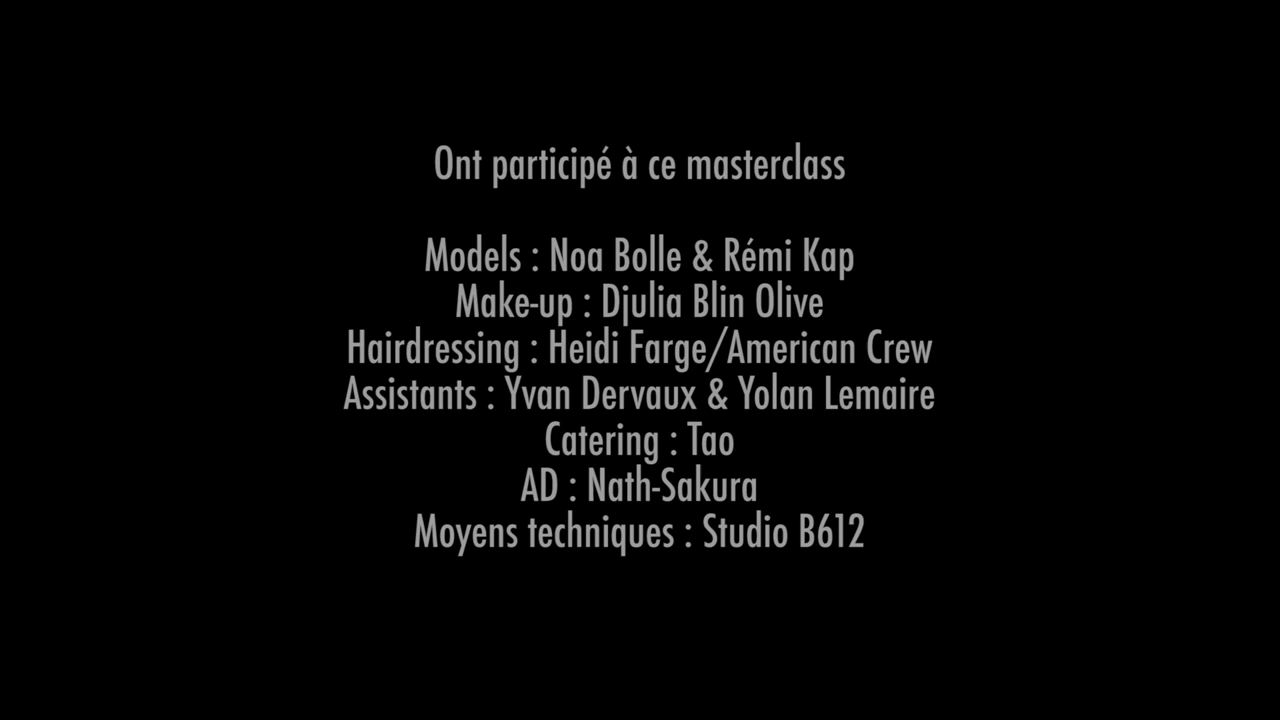 Ont participé à ce masterclass
Models : Noa Bolle & Rémi Kap
Make-up : Djulia Blin Olive
Hairdressing : Heidi Farge/American Crew
Assistants : Yvan Dervaux & Yolan Lemaire
Catering : Tao
AD : Nath-Sakura
Moyens techniques : Studio B612